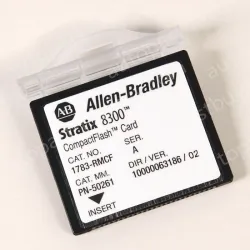 AB Allen-Bradley
Stratix 8300™
CompactFlash™ Card
CAT. NO. SER.
1783-RMCF A
CAT. MM. DIR / VER.
PN-50261 10000063186 / 02
INSERT